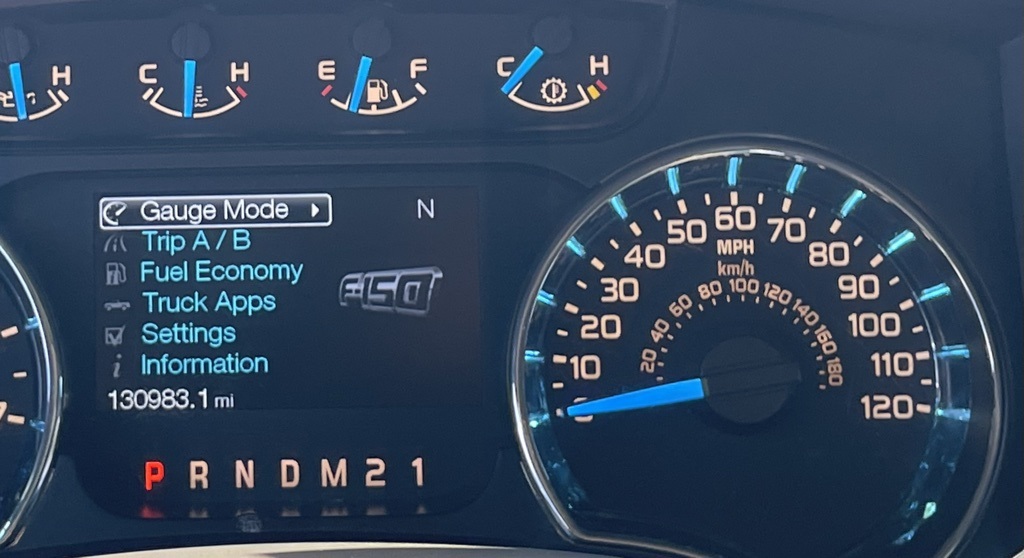 H
C H
E F
C H
Gauge Mode N
Trip A / B
Fuel Economy
F-150
Truck Apps
Settings
i Information
130983.1 mi
P R N D M 2 1
10 20 30 40 50 60 70 80 90 100 110 120
MPH
km/h
20 40 60 80 100 120 140 160 180